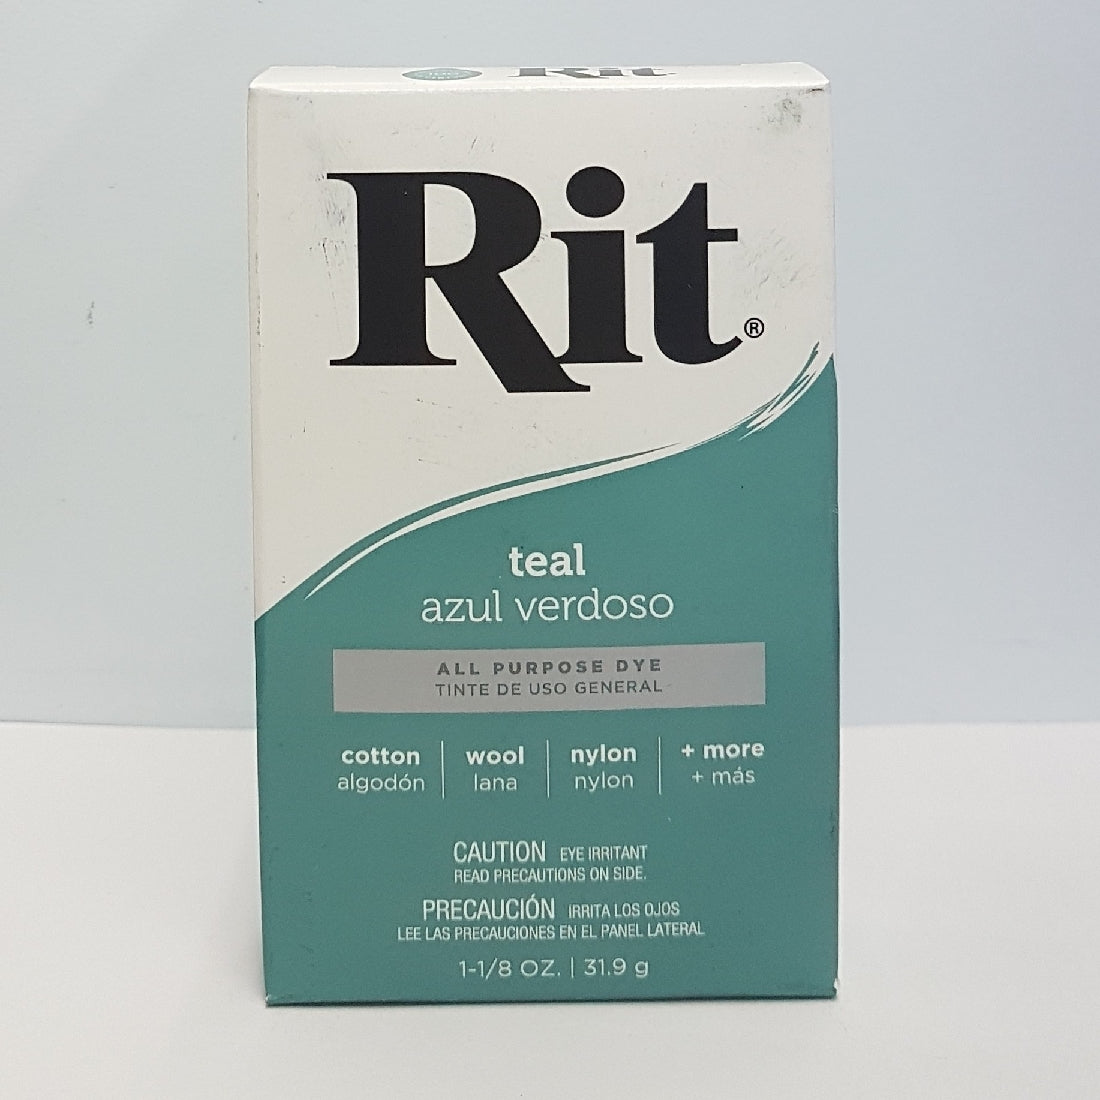 Rit
Rit®
teal
azul verdoso
ALL PURPOSE DYE
TINTE DE USO GENERAL
cotton | wool | nylon | + more
algodón | lana | nylon | + más
CAUTION EYE IRRITANT
READ PRECAUTIONS ON SIDE.
PRECAUCIÓN IRRITA LOS OJOS
LEE LAS PRECAUCIONES EN EL PANEL LATERAL
1-1/8 OZ. | 31.9 g